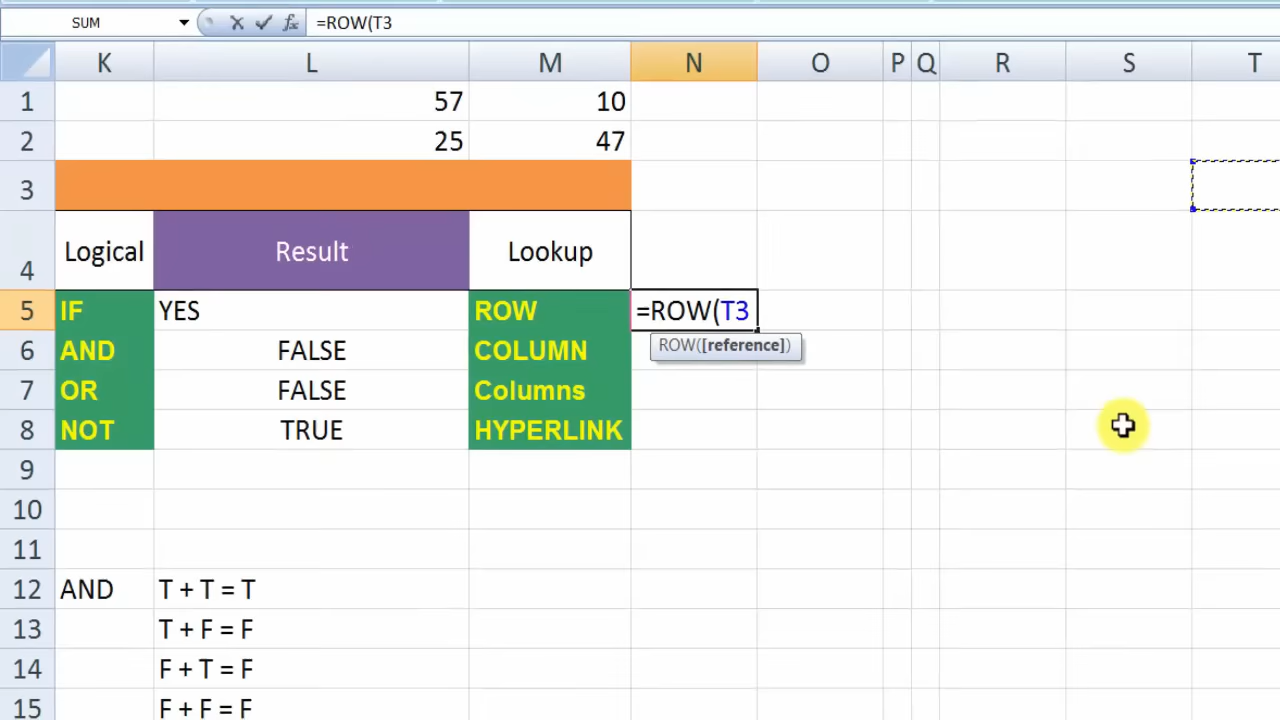 SUM =ROW(T3
K L M N O P Q R S T
1 57 10
2 25 47
3
4 Logical Result Lookup
5 IF YES ROW =ROW(T3
ROW([reference])
6 AND FALSE COLUMN
7 OR FALSE Columns
8 NOT TRUE HYPERLINK
9
10
11
12 AND T + T = T
13 T + F = F
14 F + T = F
15 F + F = F